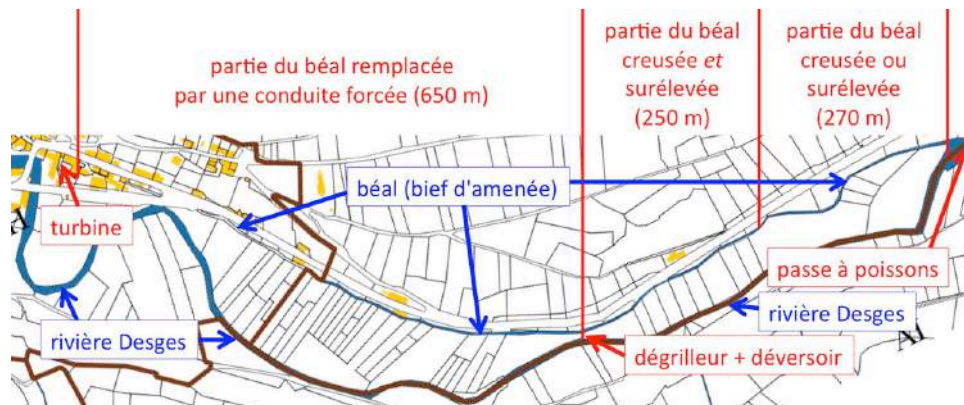 partie du béal remplacée
par une conduite forcée (650 m)
partie du béal
creusée et
surélevée
(250 m)
partie du béal
creusée ou
surélevée
(270 m)
béal (bief d'amenée)
turbine
passe à poissons
rivière Desges
rivière Desges
dégrilleur + déversoir